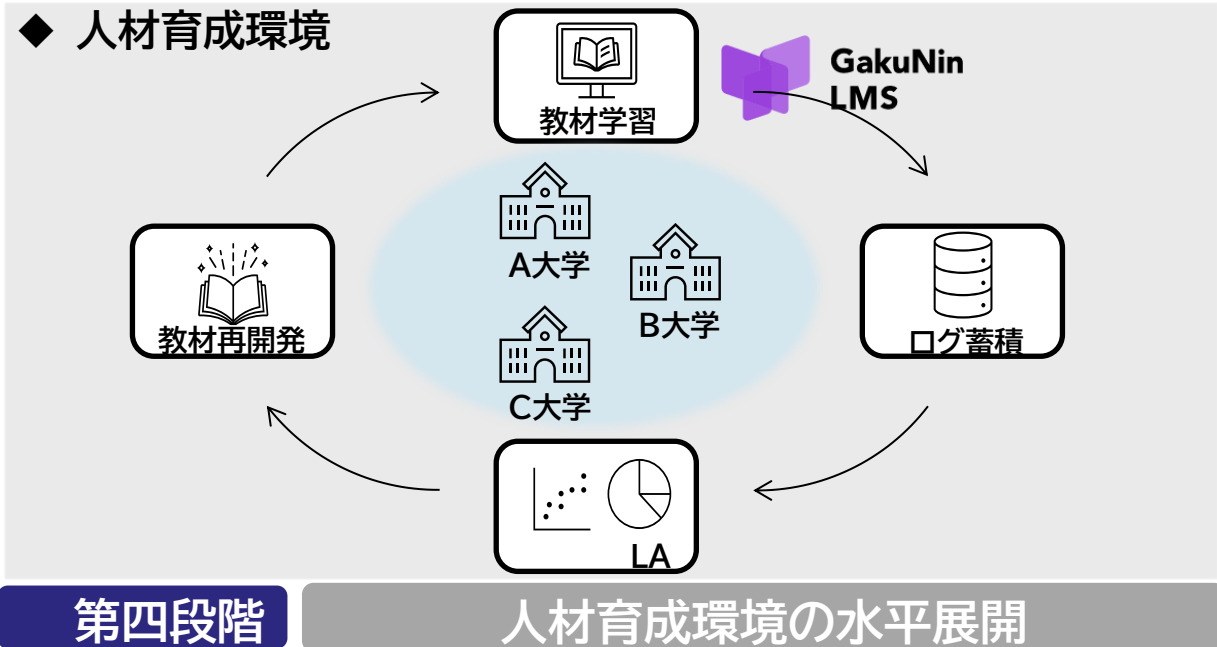 ◆ 人材育成環境
教材学習
GakuNin
LMS
A大学
B大学
C大学
教材再開発
ログ蓄積
LA
第四段階
人材育成環境の水平展開